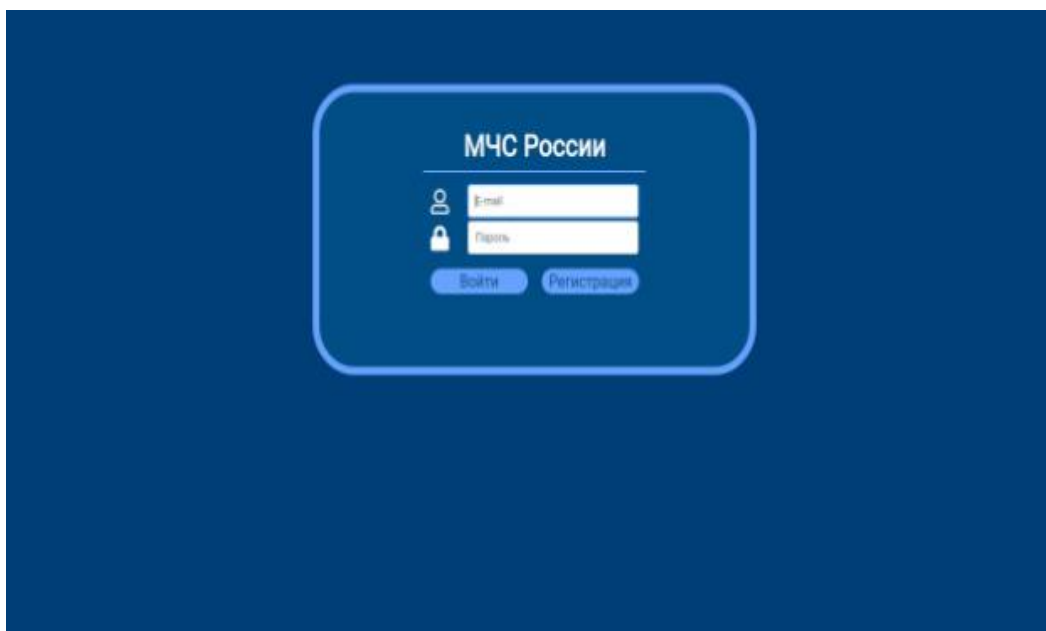 МЧС России
E-mail
Пароль
Войти
Регистрация